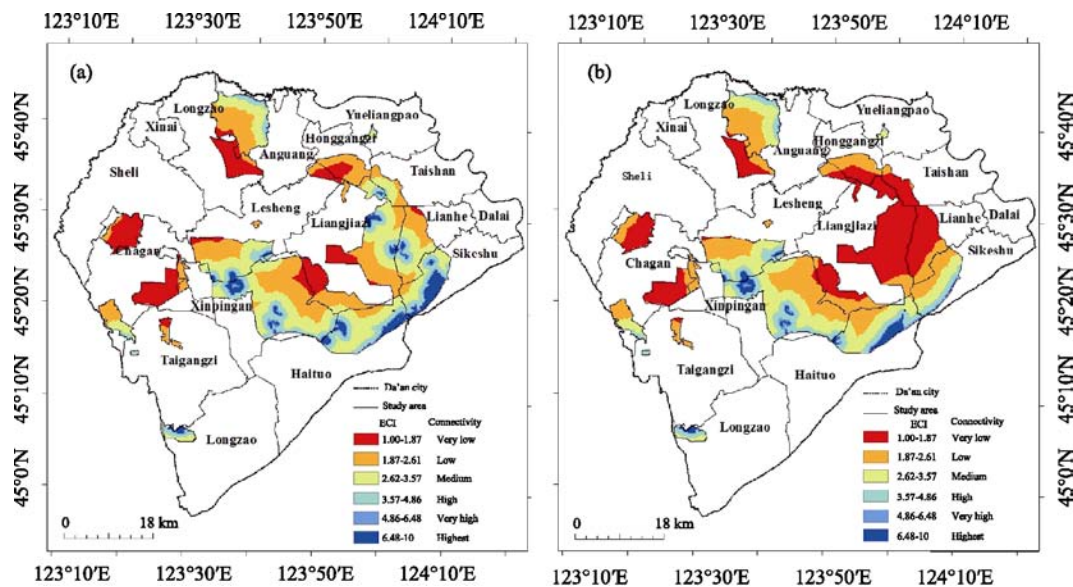 123°10'E 123°30'E 123°50'E 124°10'E
123°10'E 123°30'E 123°50'E 124°10'E
45°40'N
45°30'N
45°20'N
45°10'N
45°0'N
(a)
Longzao
Yueliangpao
Xinai
Honggangzi
Anguang
Sheli
Taishan
Lesheng
Liangjiazi
Lianhe
Dalai
Chagan
Sikeshu
Xinpingan
Taigangzi
Haituo
Longzao
Da'an city
Study area
ECI Connectivity
1.00-1.87 Very low
1.87-2.61 Low
2.62-3.57 Medium
3.57-4.86 High
4.86-6.48 Very high
6.48-10 Highest
0 18 km
(b)
Longzao
Yueliangpao
Xinai
Honggangzi
Anguang
Sheli
Taishan
Lesheng
Liangjiazi
Lianhe
Dalai
Chagan
Sikeshu
Xinpingan
Taigangzi
Haituo
Longzao
Da'an city
Study area
ECI Connectivity
1.00-1.87 Very low
1.87-2.61 Low
2.62-3.57 Medium
3.57-4.86 High
4.86-6.48 Very high
6.48-10 Highest
0 18 km
45°40'N
45°30'N
45°20'N
45°10'N
45°0'N
123°10'E 123°30'E 123°50'E 124°10'E
123°10'E 123°30'E 123°50'E 124°10'E